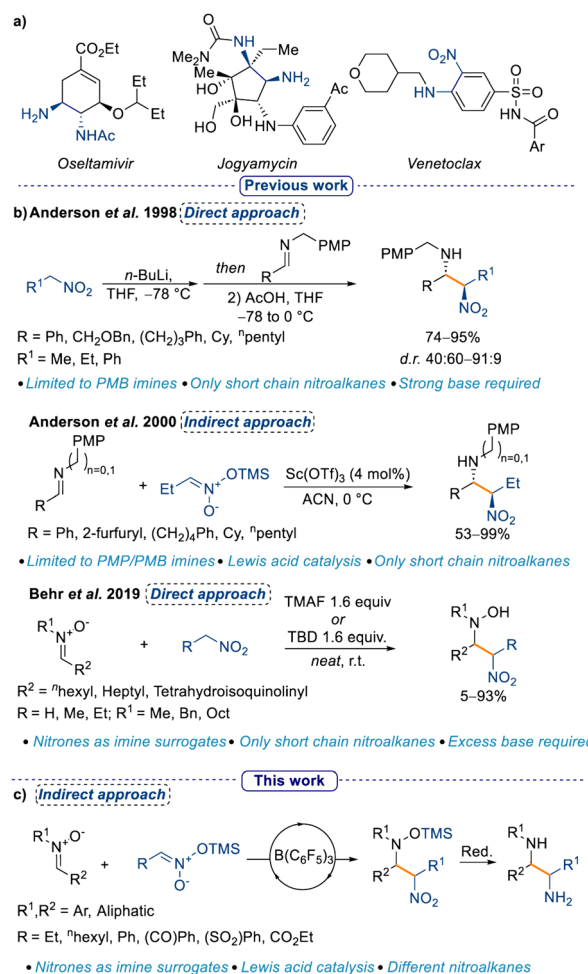 a)
CO2Et
Et
O
Et
H2N
NHAc
Oseltamivir
O
NH
Me2N
Me
Me
HO
NH2
HO
OH
HN
Ac
Jogyamycin
O
NO2
N
H
O
S
O
NH
O
Ar
Venetoclax
Previous work
b) Anderson et al. 1998 Direct approach
R1 NO2
n-BuLi,
THF, −78 °C
then
N PMP
R
2) AcOH, THF
−78 to 0 °C
PMP NH
R R1
NO2
R = Ph, CH2OBn, (CH2)3Ph, Cy, npentyl
R1 = Me, Et, Ph
74–95%
d.r. 40:60–91:9
• Limited to PMB imines • Only short chain nitroalkanes • Strong base required
Anderson et al. 2000 Indirect approach
PMP
N ( )n=0,1
R
+
Et N+ OTMS
O-
Sc(OTf)3 (4 mol%)
ACN, 0 °C
PMP
HN ( )n=0,1
R Et
NO2
R = Ph, 2-furfuryl, (CH2)4Ph, Cy, npentyl
53–99%
• Limited to PMP/PMB imines • Lewis acid catalysis • Only short chain nitroalkanes
Behr et al. 2019 Direct approach
R1 N+ O-
R2
+
R NO2
TMAF 1.6 equiv
or
TBD 1.6 equiv.
neat, r.t.
R1 N OH
R2 R
NO2
R2 = nhexyl, Heptyl, Tetrahydroisoquinolinyl
R = H, Me, Et; R1 = Me, Bn, Oct
5–93%
• Nitrones as imine surrogates • Only short chain nitroalkanes • Excess base required
This work
c) Indirect approach
R1 N+ O-
R2
+
R N+ OTMS
O-
B(C6F5)3
R1 N OTMS
R2 R1
NO2
Red.
R1 NH
R2 R1
NH2
R1,R2 = Ar, Aliphatic
R = Et, nhexyl, Ph, (CO)Ph, (SO2)Ph, CO2Et
• Nitrones as imine surrogates • Lewis acid catalysis • Different nitroalkanes